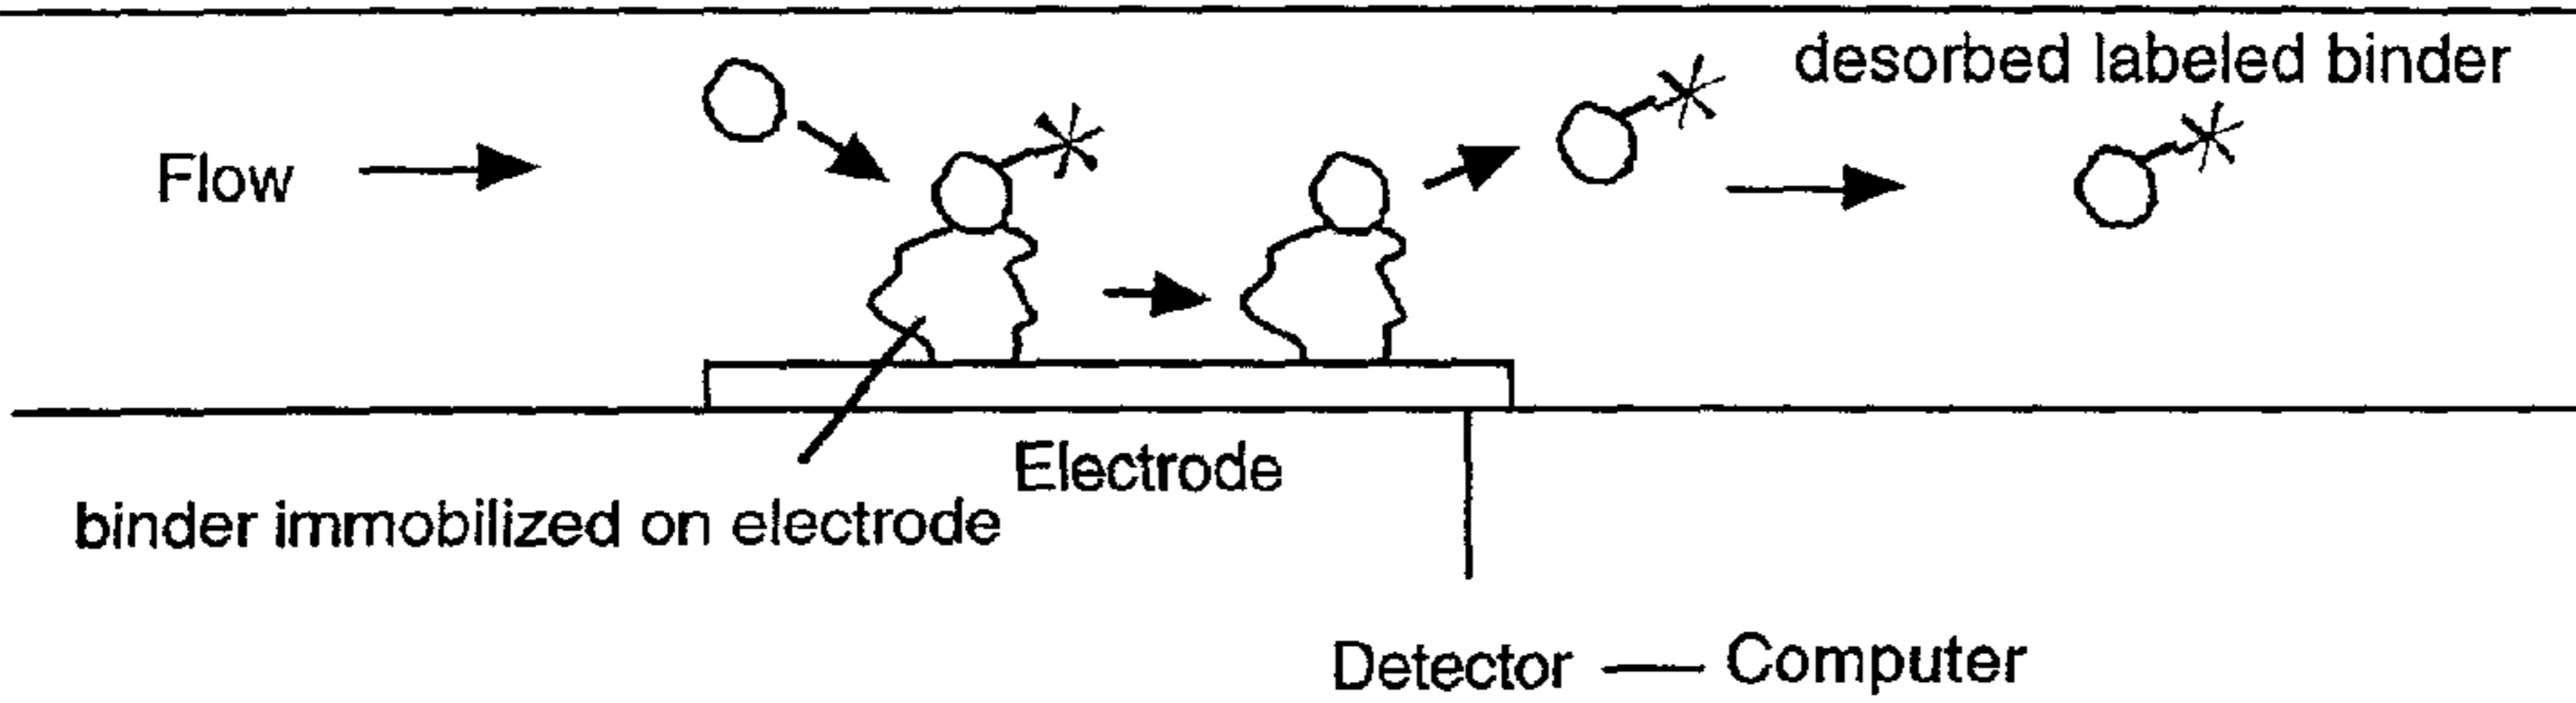 desorbed labeled binder
Flow
Electrode
binder immobilized on electrode
Detector — Computer